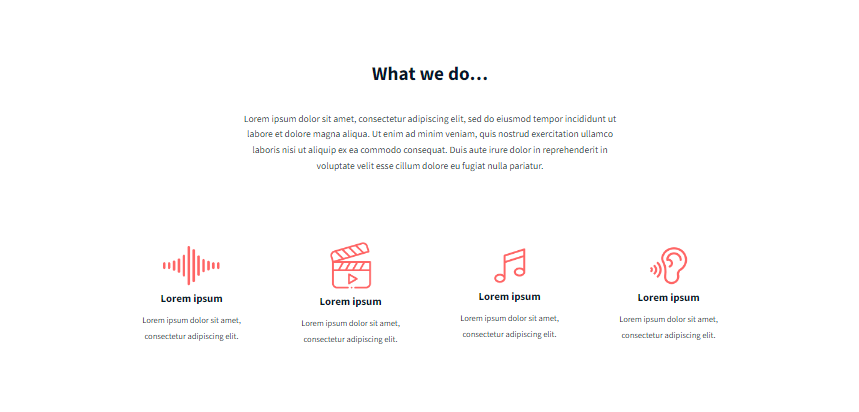 What we do...
Lorem ipsum dolor sit amet, consectetur adipiscing elit, sed do eiusmod tempor incididunt ut
labore et dolore magna aliqua. Ut enim ad minim veniam, quis nostrud exercitation ullamco
laboris nisi ut aliquip ex ea commodo consequat. Duis aute irure dolor in reprehenderit in
voluptate velit esse cillum dolore eu fugiat nulla pariatur.
Lorem ipsum
Lorem ipsum dolor sit amet,
consectetur adipiscing elit.
Lorem ipsum
Lorem ipsum dolor sit amet,
consectetur adipiscing elit.
Lorem ipsum
Lorem ipsum dolor sit amet,
consectetur adipiscing elit.
Lorem ipsum
Lorem ipsum dolor sit amet,
consectetur adipiscing elit.